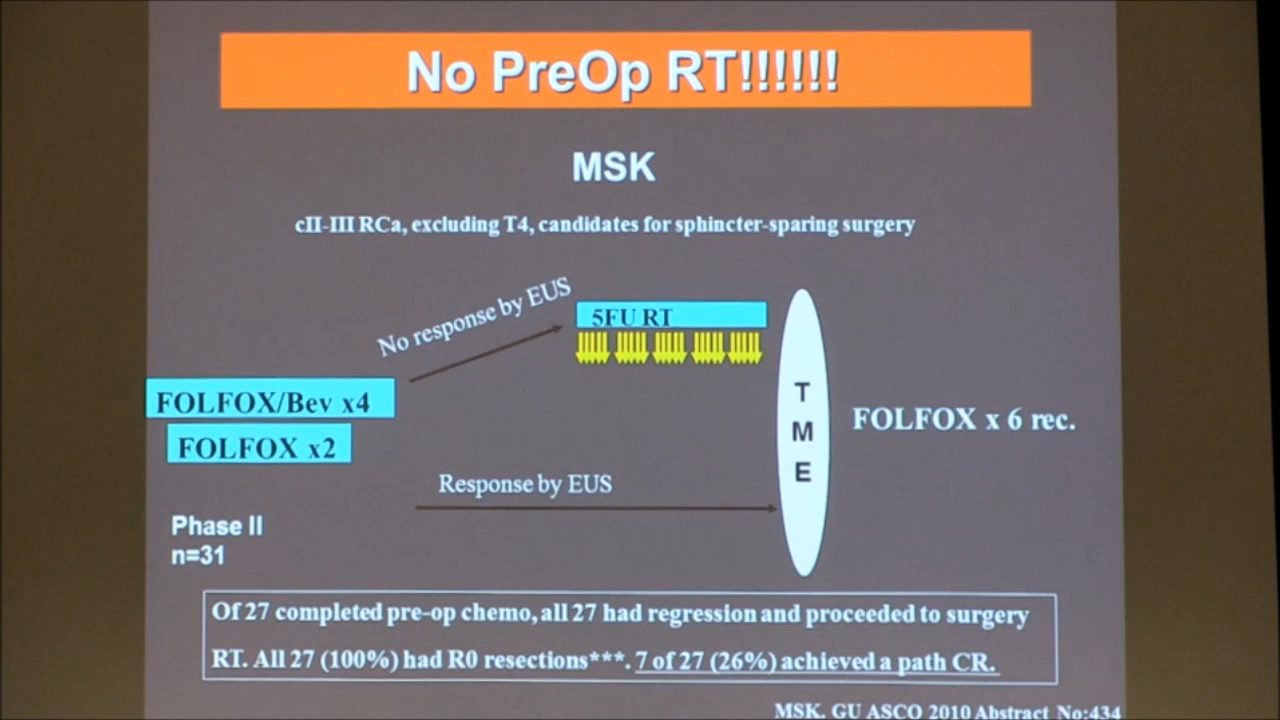 No PreOp RT!!!!!!
MSK
cII-III RCa, excluding T4, candidates for sphincter-sparing surgery
No response by EUS
5FU RT
FOLFOX/Bev x4
FOLFOX x2
T
M
E
FOLFOX x 6 rec.
Response by EUS
Phase II
n=31
Of 27 completed pre-op chemo, all 27 had regression and proceeded to surgery
RT. All 27 (100%) had R0 resections***. 7 of 27 (26%) achieved a path CR.
MSK. GU ASCO 2010 Abstract No:434